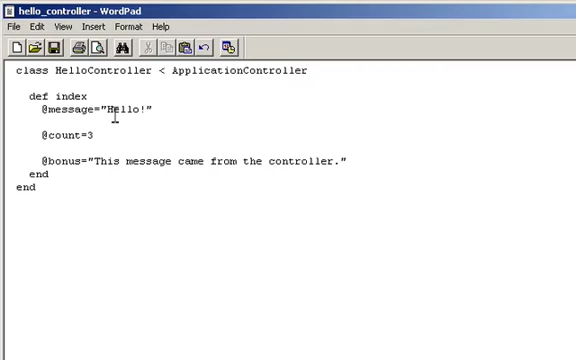 hello_controller - WordPad
File Edit View Insert Format Help
class HelloController < ApplicationController
def index
@message="Hello!"
@count=3
@bonus="This message came from the controller."
end
end